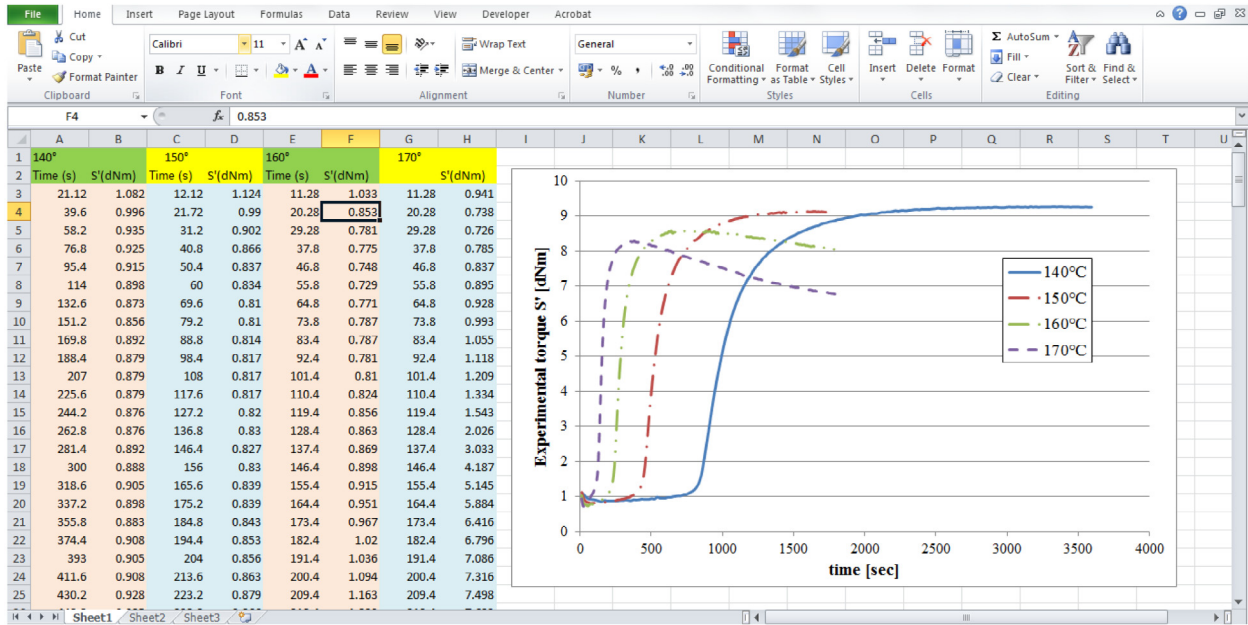 File Home Insert Page Layout Formulas Data Review View Developer Acrobat
Paste
Cut
Copy
Format Painter
Clipboard
Calibri 11
B I U
Font
Wrap Text
Merge & Center
Alignment
General
Number
Conditional Formatting
Format as Table
Cell Styles
Styles
Insert Delete Format
Cells
AutoSum
Fill
Clear
Sort & Filter
Find & Select
Editing
F4 fx 0.853
A B C D E F G H I J K L M N O P Q R S T U
1 140° 150° 160° 170°
2 Time (s) S'(dNm) Time (s) S'(dNm) Time (s) S'(dNm) S'(dNm)
3 21.12 1.082 12.12 1.124 11.28 1.033 11.28 0.941
4 39.6 0.996 21.72 0.99 20.28 0.853 20.28 0.738
5 58.2 0.935 31.2 0.902 29.28 0.781 29.28 0.726
6 76.8 0.925 40.8 0.866 37.8 0.775 37.8 0.785
7 95.4 0.915 50.4 0.837 46.8 0.748 46.8 0.837
8 114 0.898 60 0.834 55.8 0.729 55.8 0.895
9 132.6 0.873 69.6 0.81 64.8 0.771 64.8 0.928
10 151.2 0.856 79.2 0.81 73.8 0.787 73.8 0.993
11 169.8 0.892 88.8 0.814 83.4 0.787 83.4 1.055
12 188.4 0.879 98.4 0.817 92.4 0.781 92.4 1.118
13 207 0.879 108 0.817 101.4 0.81 101.4 1.209
14 225.6 0.879 117.6 0.817 110.4 0.824 110.4 1.334
15 244.2 0.876 127.2 0.82 119.4 0.856 119.4 1.543
16 262.8 0.876 136.8 0.83 128.4 0.863 128.4 2.026
17 281.4 0.892 146.4 0.827 137.4 0.869 137.4 3.033
18 300 0.888 156 0.83 146.4 0.898 146.4 4.187
19 318.6 0.905 165.6 0.839 155.4 0.915 155.4 5.145
20 337.2 0.898 175.2 0.839 164.4 0.951 164.4 5.884
21 355.8 0.883 184.8 0.843 173.4 0.967 173.4 6.416
22 374.4 0.908 194.4 0.853 182.4 1.02 182.4 6.796
23 393 0.905 204 0.856 191.4 1.036 191.4 7.086
24 411.6 0.908 213.6 0.863 200.4 1.094 200.4 7.316
25 430.2 0.928 223.2 0.879 209.4 1.163 209.4 7.498
Experimental torque S' [dNm]
10
9
8
7
6
5
4
3
2
1
0
140°C
150°C
160°C
170°C
0 500 1000 1500 2000 2500 3000 3500 4000
time [sec]
Sheet1 Sheet2 Sheet3